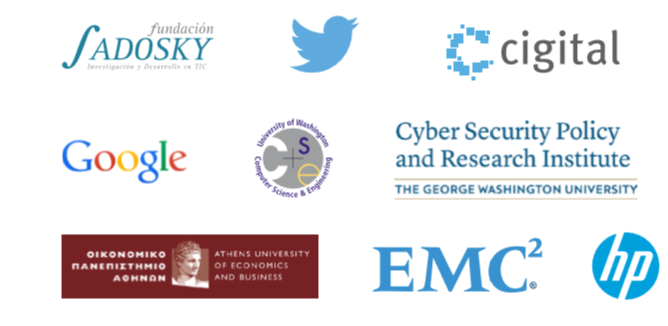 fundación
SADOSKY
Investigación y Desarrollo en TIC
cigital
Google
University of Washington
Computer Science & Engineering
C+se
Cyber Security Policy
and Research Institute
THE GEORGE WASHINGTON UNIVERSITY
ΟΙΚΟΝΟΜΙΚΟ
ΠΑΝΕΠΙΣΤΗΜΙΟ
ΑΘΗΝΩΝ
ATHENS UNIVERSITY
OF ECONOMICS
AND BUSINESS
EMC²®
hp